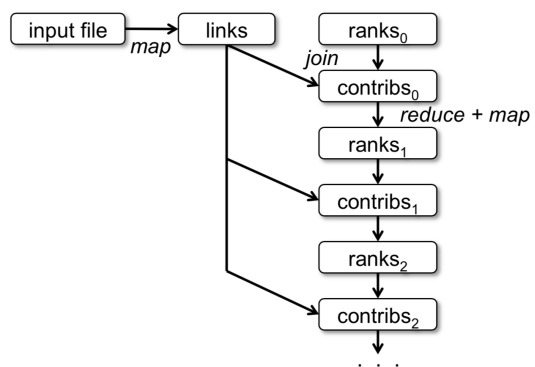 input file
links
ranks0
map
join
contribs0
reduce + map
ranks1
contribs1
ranks2
contribs2
. . .